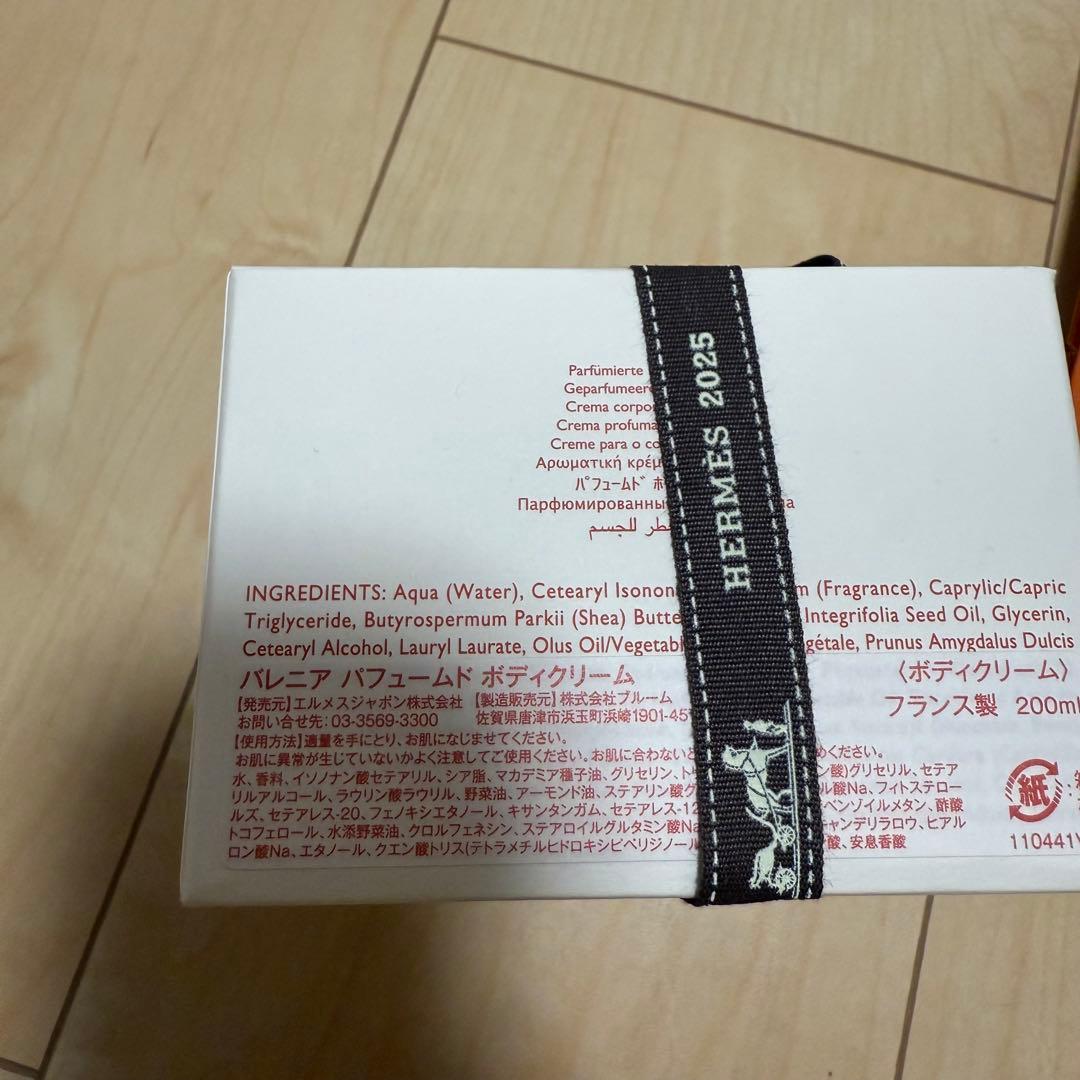 Parfümierte
Geparfumeer
Crema corpo
Crema profuma
Creme para o co
Αρωματική κρέμ
パフュームド ボ
Парфюмированны на
للجسم
INGREDIENTS: Aqua (Water), Cetearyl Isonon m (Fragrance), Caprylic/Capric
Triglyceride, Butyrospermum Parkii (Shea) Butte Integrifolia Seed Oil, Glycerin,
Cetearyl Alcohol, Lauryl Laurate, Olus Oil/Vegetabl égétale, Prunus Amygdalus Dulcis
バレニア パフュームド ボディクリーム 〈ボディクリーム〉
【発売元】エルメスジャポン株式会社 【製造販売元】株式会社ブルーム フランス製 200ml
お問い合せ先：03-3569-3300 佐賀県唐津市浜玉町浜崎1901-45
【使用方法】適量を手にとり、お肌になじませてください。
お肌に異常が生じていないかよく注意してご使用ください。お肌に合わない めください。
水、香料、イソノナン酸セテアリル、シア脂、マカデミア種子油、グリセリン、ト ン酸)グリセリル、セテア
リルアルコール、ラウリン酸ラウリル、野菜油、アーモンド油、ステアリン酸グ ル酸Na、フィトステロー
ルズ、セテアレス-20、フェノキシエタノール、キサンタンガム、セテアレス-12 ベンゾイルメタン、酢酸
トコフェロール、水添野菜油、クロルフェネシン、ステアロイルグルタミン酸Na キャンデリラロウ、ヒアル
ロン酸Na、エタノール、クエン酸トリス(テトラメチルヒドロキシピペリジノール 酸、安息香酸
紙
110441
HERMÈS 2025